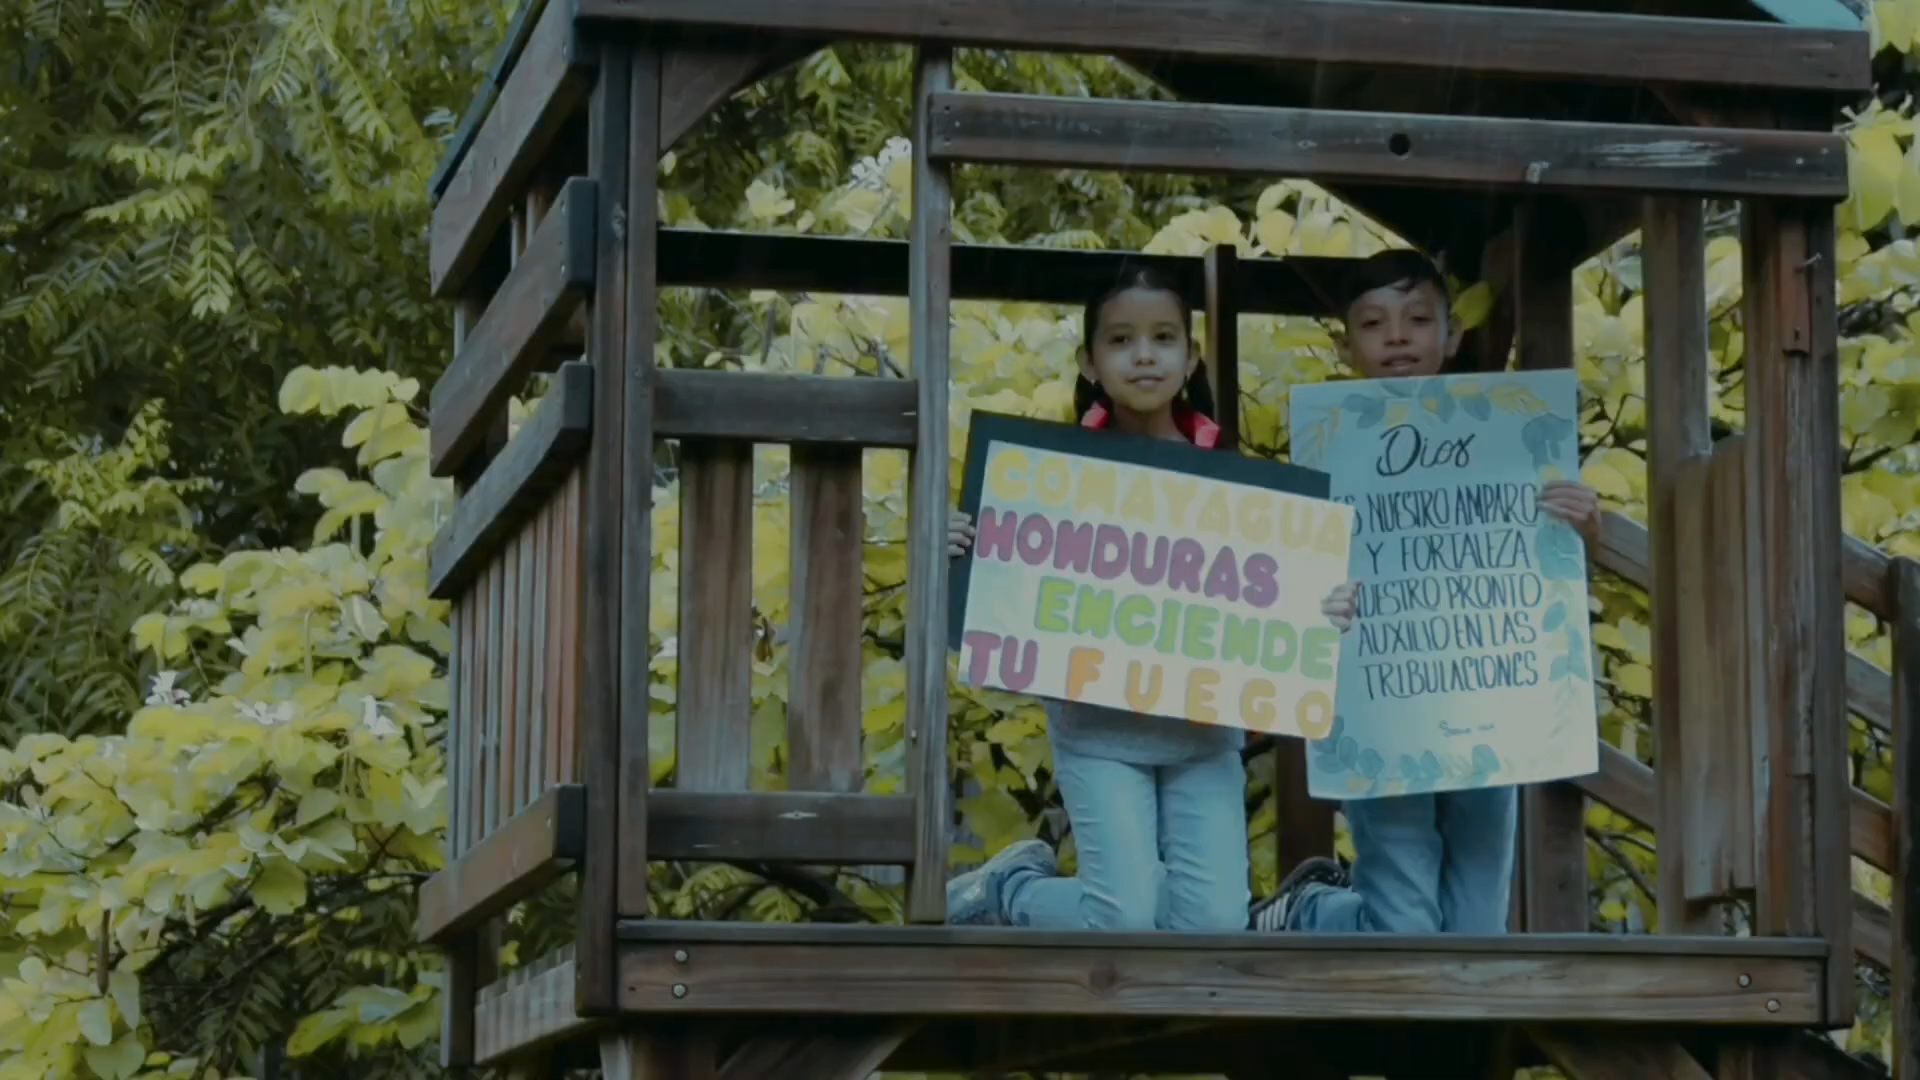 COMAYAGUA
HONDURAS
ENCIENDE
TU FUEGO
Dios
ES NUESTRO AMPARO
Y FORTALEZA
NUESTRO PRONTO
AUXILIO EN LAS
TRIBULACIONES